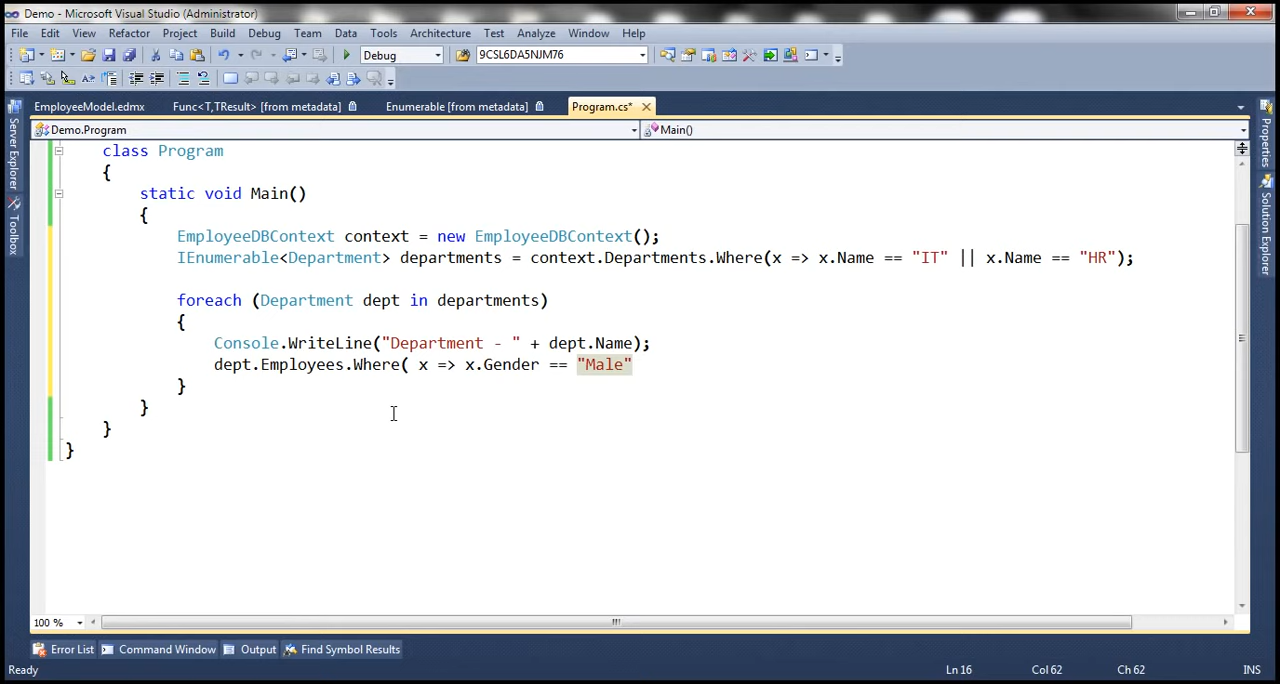 Demo - Microsoft Visual Studio (Administrator)
File Edit View Refactor Project Build Debug Team Data Tools Architecture Test Analyze Window Help
Debug 9CSL6DA5NJM76
EmployeeModel.edmx Func<T,TResult> [from metadata] Enumerable [from metadata] Program.cs*
Demo.Program Main()
Server Explorer
Toolbox
Properties
Solution Explorer
class Program
{
static void Main()
{
EmployeeDBContext context = new EmployeeDBContext();
IEnumerable<Department> departments = context.Departments.Where(x => x.Name == "IT" || x.Name == "HR");
foreach (Department dept in departments)
{
Console.WriteLine("Department - " + dept.Name);
dept.Employees.Where( x => x.Gender == "Male"
}
}
}
}
100 %
Error List Command Window Output Find Symbol Results
Ready Ln 16 Col 62 Ch 62 INS